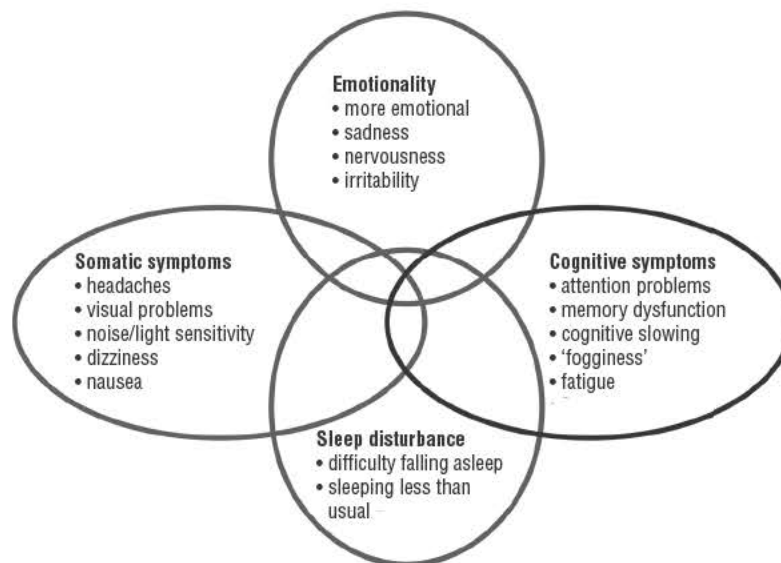 Emotionality
• more emotional
• sadness
• nervousness
• irritability
Somatic symptoms
• headaches
• visual problems
• noise/light sensitivity
• dizziness
• nausea
Cognitive symptoms
• attention problems
• memory dysfunction
• cognitive slowing
• ‘fogginess’
• fatigue
Sleep disturbance
• difficulty falling asleep
• sleeping less than
usual